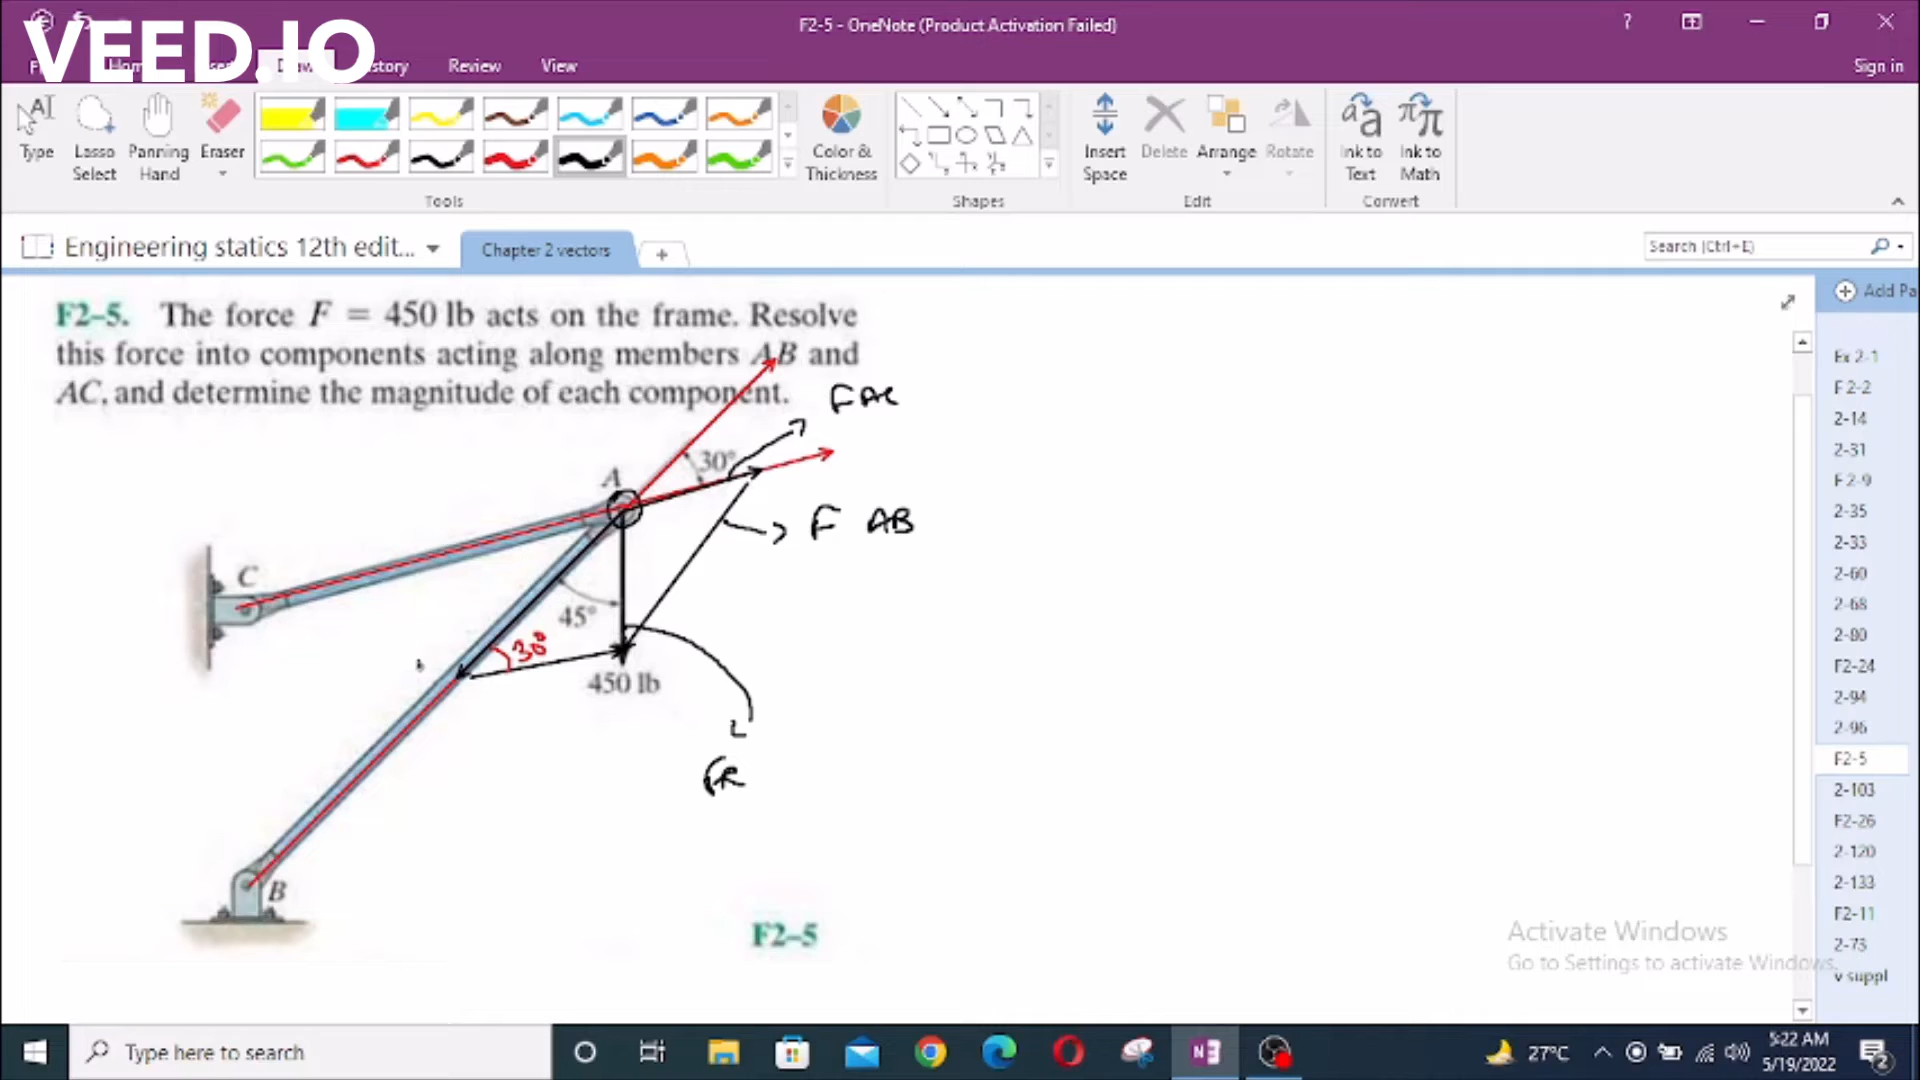 F2-5 - OneNote (Product Activation Failed)
?
VEED.IO
Review
View
Sign in
Type
Lasso Select
Panning Hand
Eraser
Color & Thickness
Insert Space
Delete
Arrange
Rotate
Ink to Text
Ink to Math
Tools
Shapes
Edit
Convert
Engineering statics 12th edit...
Chapter 2 vectors
Search (Ctrl+E)
Add Pa
F2–5. The force F = 450 lb acts on the frame. Resolve
this force into components acting along members AB and
AC, and determine the magnitude of each component.
FAC
30°
A
F AB
C
45°
30°
450 lb
FR
B
F2–5
Ex 2-1
F 2-2
2-14
2-31
F 2-9
2-35
2-33
2-60
2-68
2-80
F2-24
2-94
2-96
F2-5
2-103
F2-26
2-120
2-133
F2-11
2-73
v suppl
Activate Windows
Go to Settings to activate Windows.
Type here to search
27°C
5:22 AM
5/19/2022
2